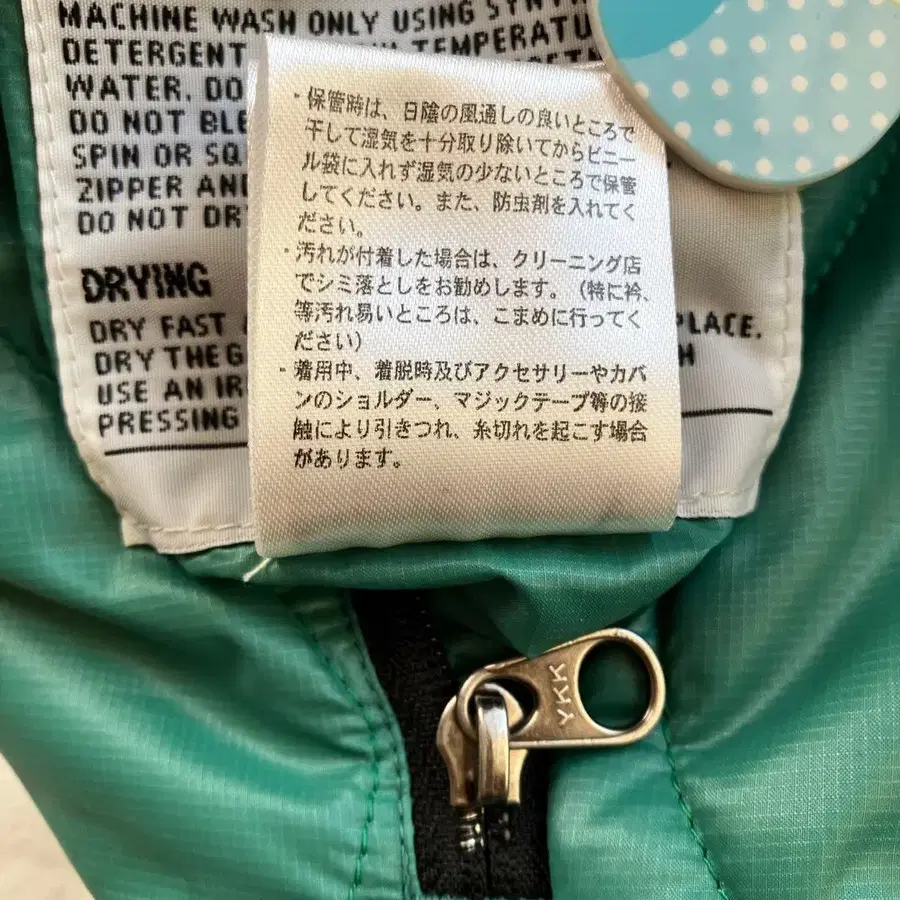 MACHINE WASH ONLY USING
DETERGENT TEMPERATU
WATER. DO
DO NOT
SPIN OR
ZIPPER AND
DO NOT
DRYING
DRY FAST PLACE.
DRY THE
USE AN
PRESSING
・保管時は、日陰の風通しの良いところで
干して湿気を十分取り除いてからビニー
ル袋に入れず湿気の少ないところで保管
してください。また、防虫剤を入れてく
ださい。
・汚れが付着した場合は、クリーニング店
でシミ落としをお勧めします。（特に衿、
等汚れ易いところは、こまめに行ってく
ださい）
・着用中、着脱時及びアクセサリーやカバ
ンのショルダー、マジックテープ等の接
触により引きつれ、糸切れを起こす場合
があります。
YKK